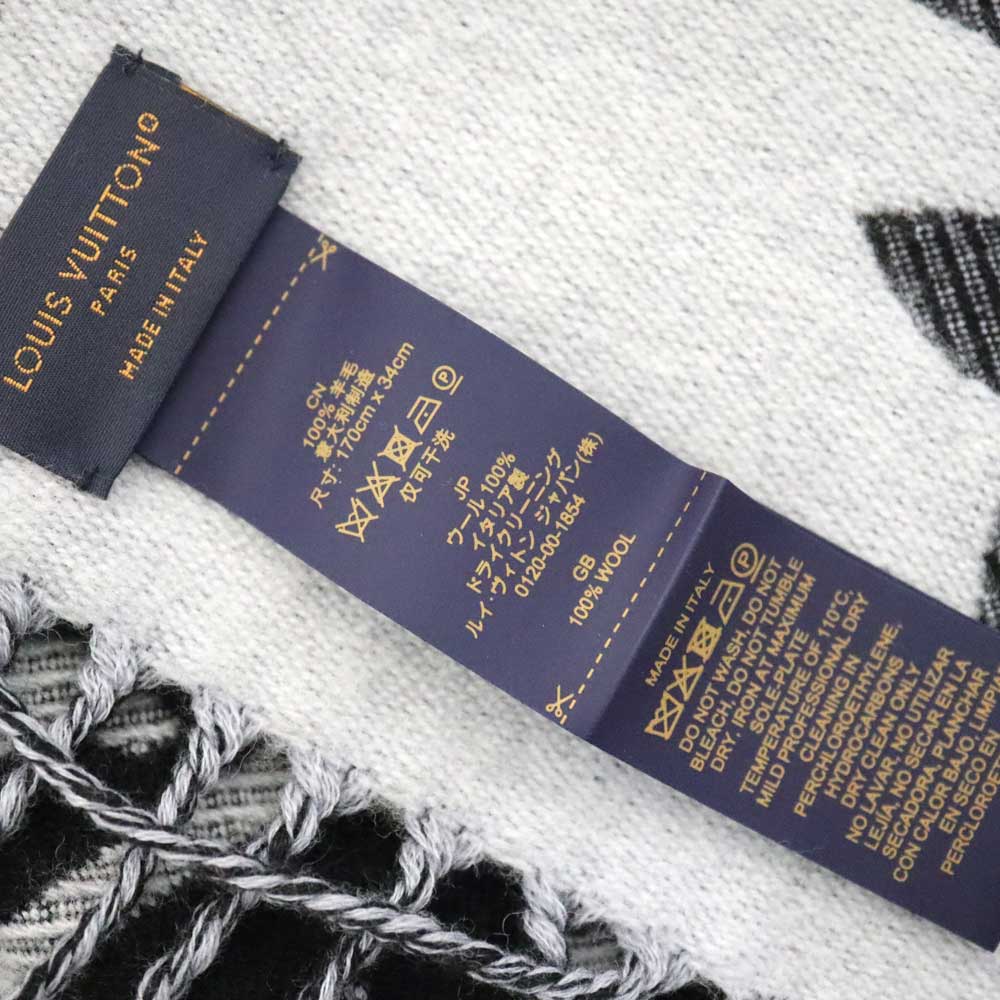 LOUIS VUITTON®
PARIS
MADE IN ITALY
CN
100% 羊毛
意大利制造
尺寸: 170cm x 34cm
P
仅可干洗
JP
ウール 100%
イタリア製
ドライクリーニング
ルイ・ヴィトン ジャパン(株)
0120-00-1854
GB
100% WOOL
MADE IN ITALY
P
DO NOT WASH, DO NOT
BLEACH, DO NOT TUMBLE
DRY, IRON AT MAXIMUM
SOLE-PLATE
TEMPERATURE OF 110°C,
MILD PROFESSIONAL DRY
CLEANING IN
PERCHLOROETHYLENE,
HYDROCARBONS
DRY CLEAN ONLY
NO LAVAR, NO UTILIZAR
LEJÍA, NO SECAR EN LA
SECADORA, PLANCHAR
CON CALOR BAJO, LIMPI
EN SECO EN
PERCLOROET